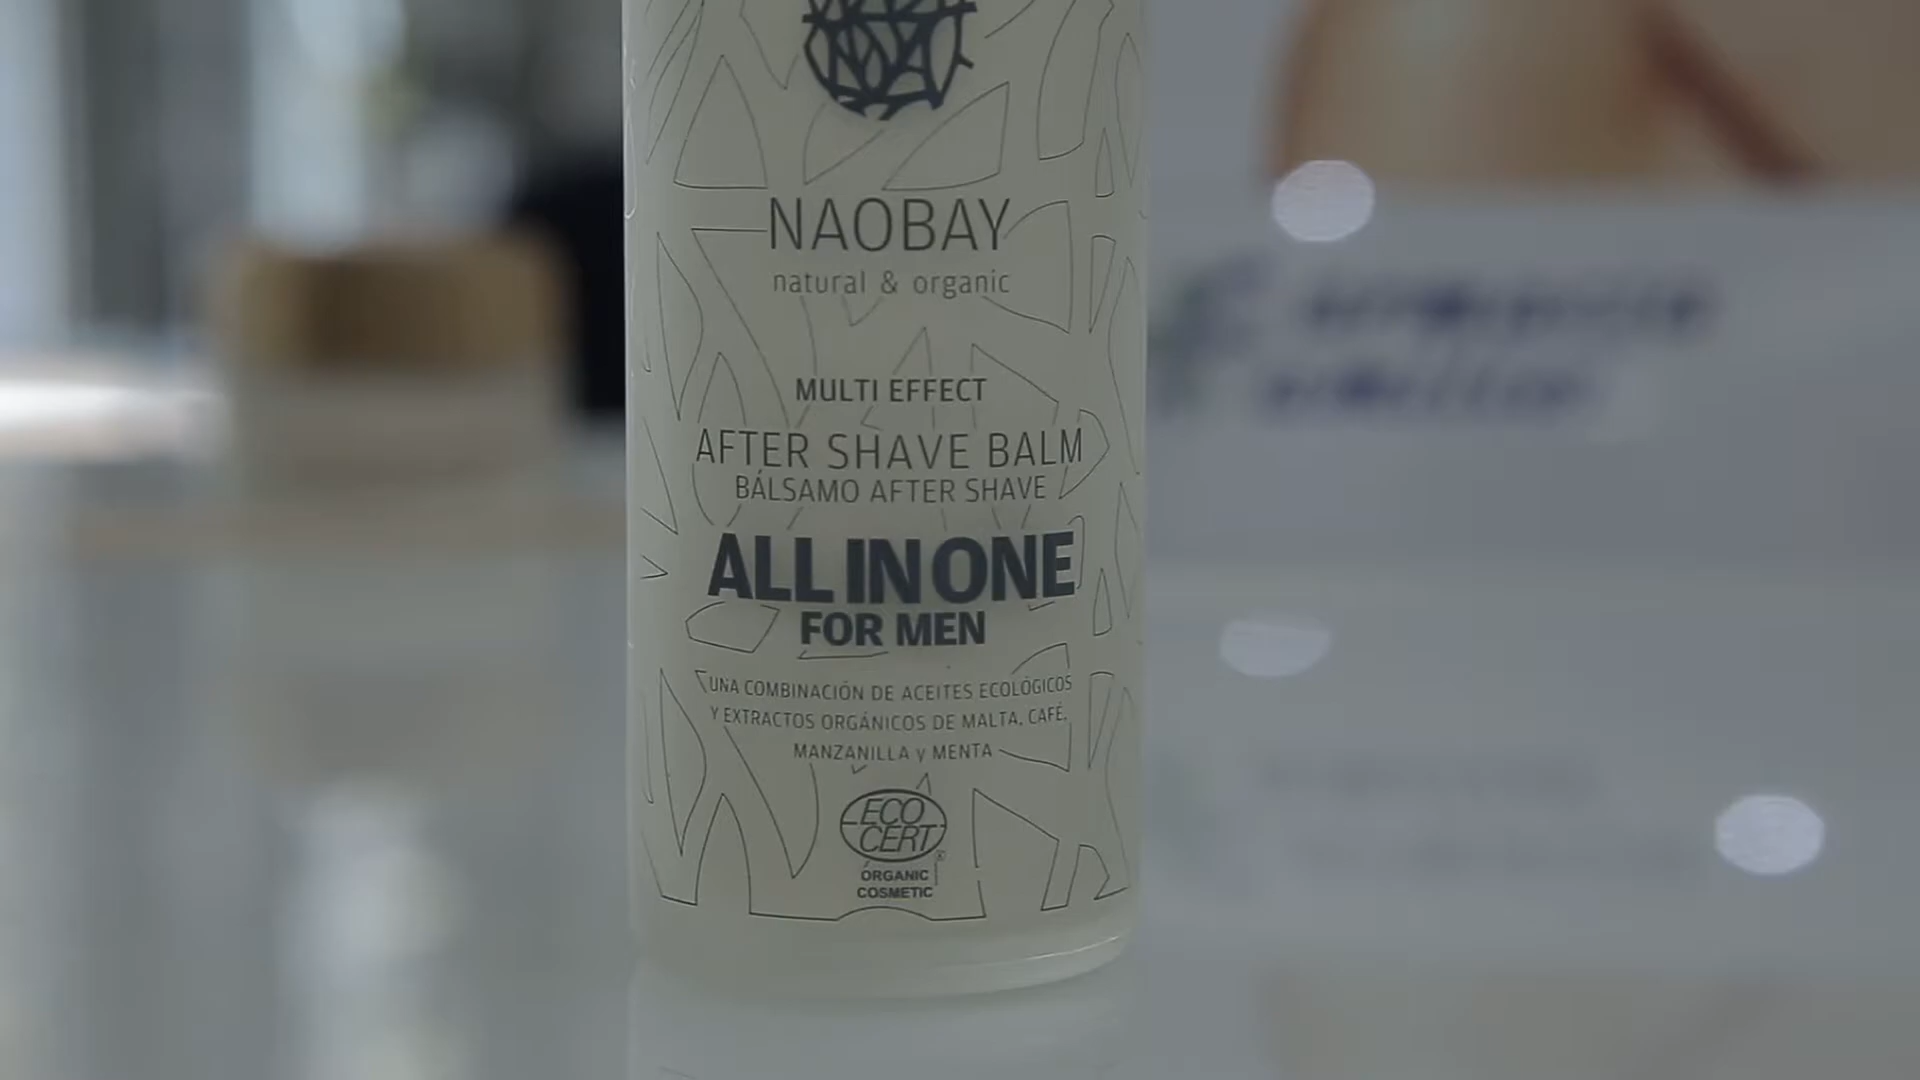 NAOBAY
natural & organic
MULTI EFFECT
AFTER SHAVE BALM
BÁLSAMO AFTER SHAVE
ALL IN ONE
FOR MEN
UNA COMBINACIÓN DE ACEITES ECOLÓGICOS
Y EXTRACTOS ORGÁNICOS DE MALTA, CAFÉ,
MANZANILLA y MENTA
ECO
CERT
®
ORGANIC
COSMETIC